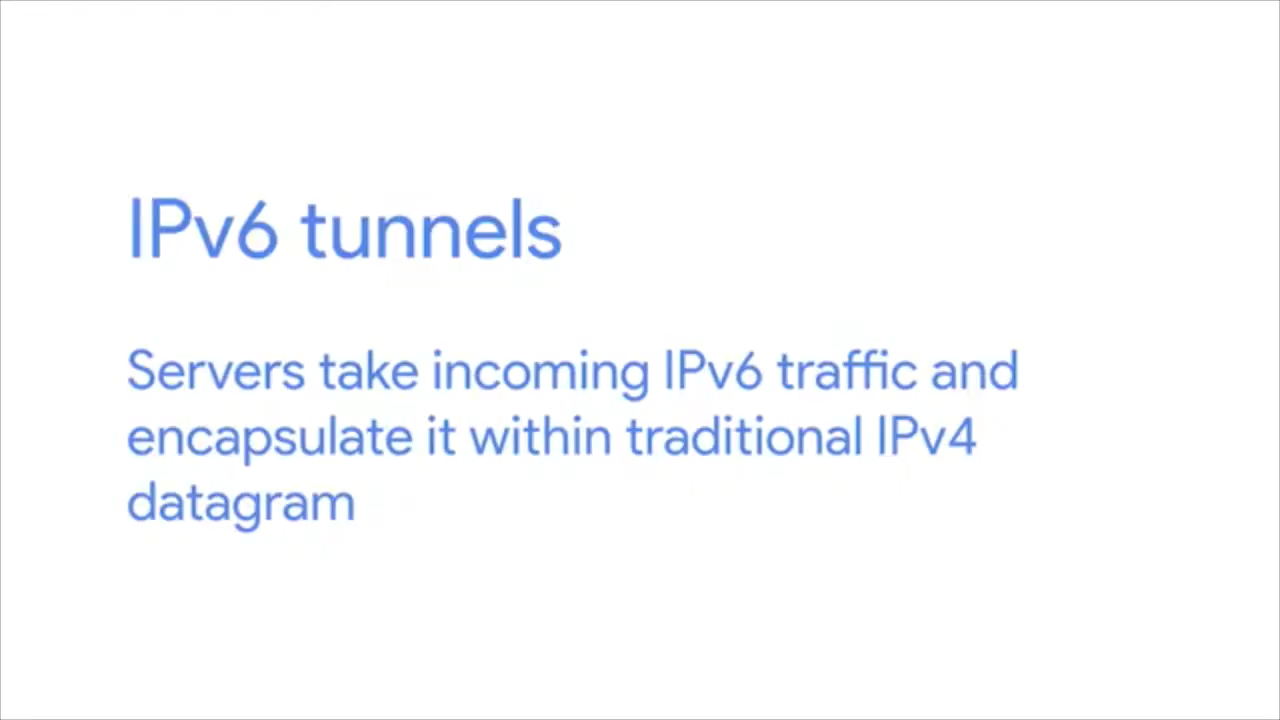 IPv6 tunnels
Servers take incoming IPv6 traffic and
encapsulate it within traditional IPv4
datagram